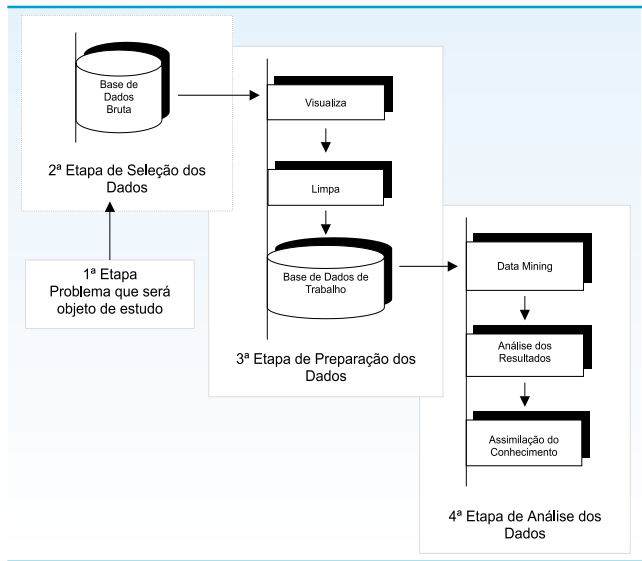 Base de
Dados
Bruta
2ª Etapa de Seleção dos
Dados
1ª Etapa
Problema que será
objeto de estudo
Visualiza
Limpa
Base de Dados de
Trabalho
3ª Etapa de Preparação dos
Dados
Data Mining
Análise dos
Resultados
Assimilação do
Conhecimento
4ª Etapa de Análise dos
Dados